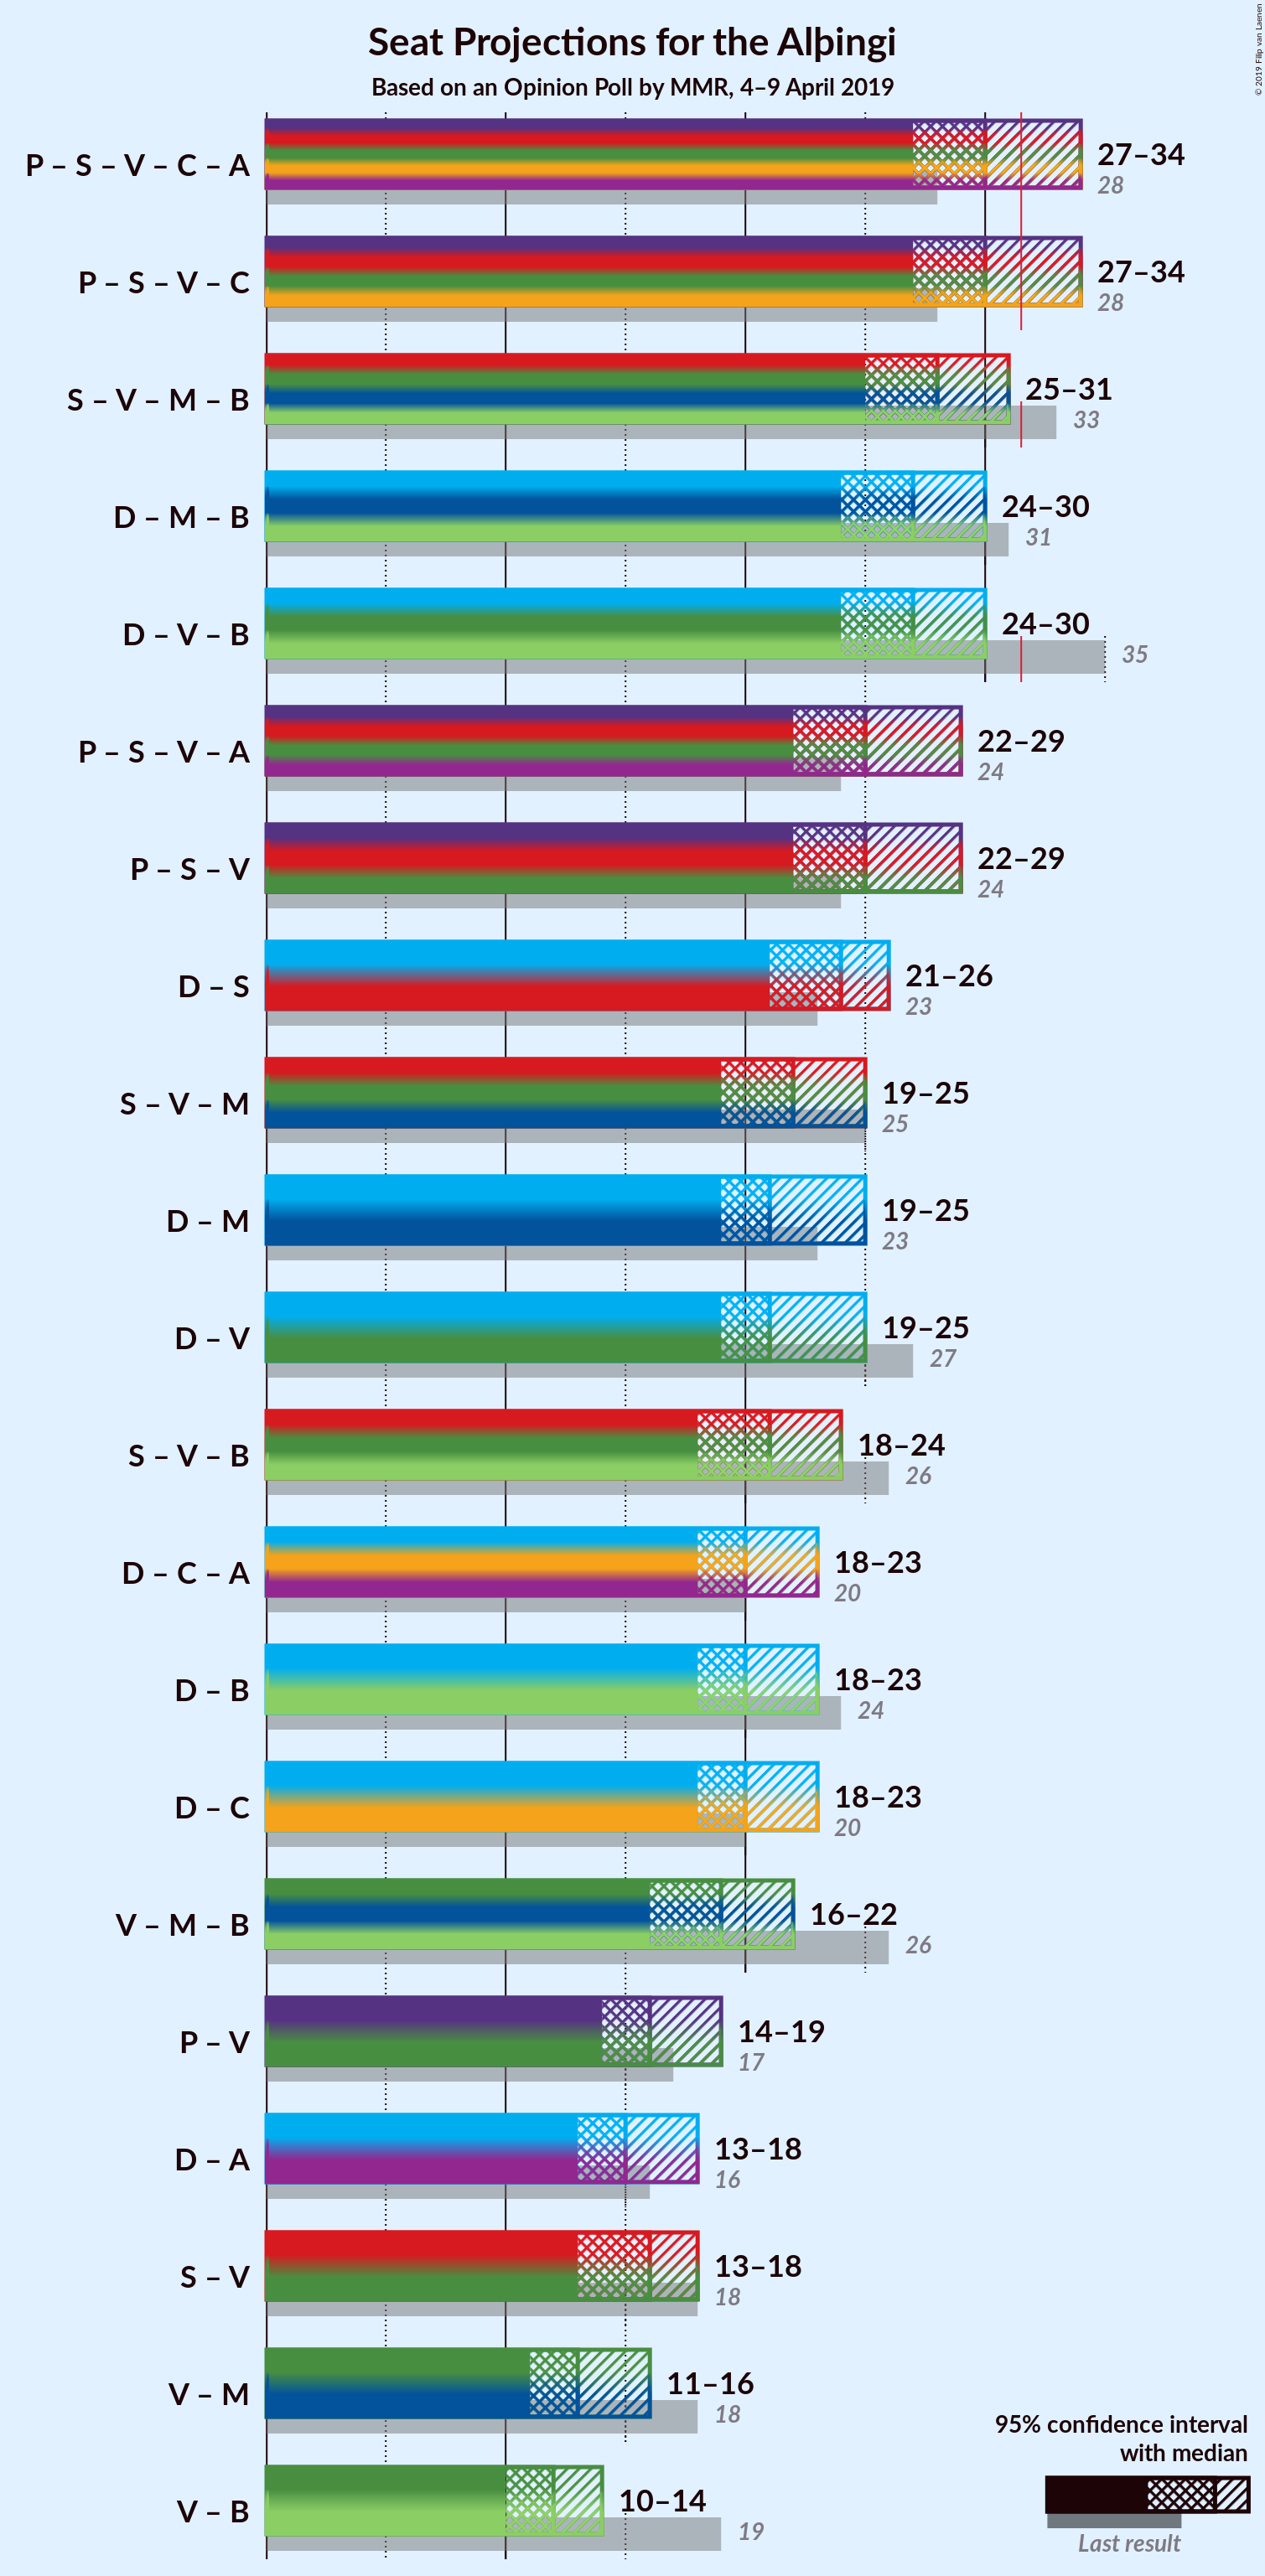 Seat Projections for the Alþingi
Based on an Opinion Poll by MMR, 4–9 April 2019
© 2019 Filip van Laenen
P – S – V – C – A
27–34
28
P – S – V – C
27–34
28
S – V – M – B
25–31
33
D – M – B
24–30
31
D – V – B
24–30
35
P – S – V – A
22–29
24
P – S – V
22–29
24
D – S
21–26
23
S – V – M
19–25
25
D – M
19–25
23
D – V
19–25
27
S – V – B
18–24
26
D – C – A
18–23
20
D – B
18–23
24
D – C
18–23
20
V – M – B
16–22
26
P – V
14–19
17
D – A
13–18
16
S – V
13–18
18
V – M
11–16
18
V – B
10–14
19
95% confidence interval
with median
Last result